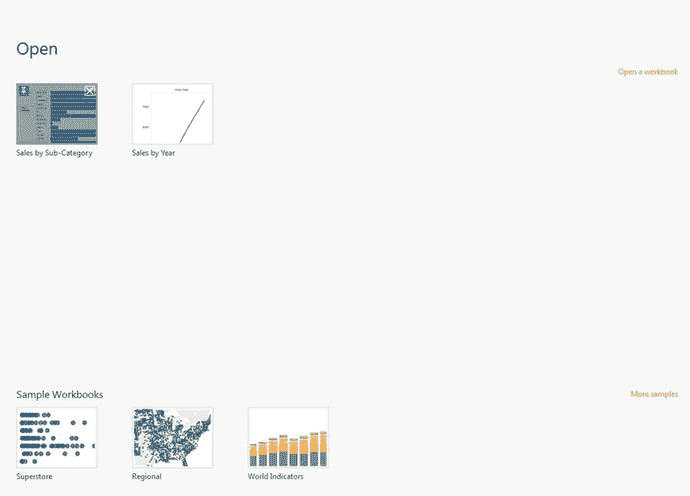 Open
Open a workbook
Sales by Sub-Category
Sales by Year
Sample Workbooks
More samples
Superstore
Regional
World Indicators